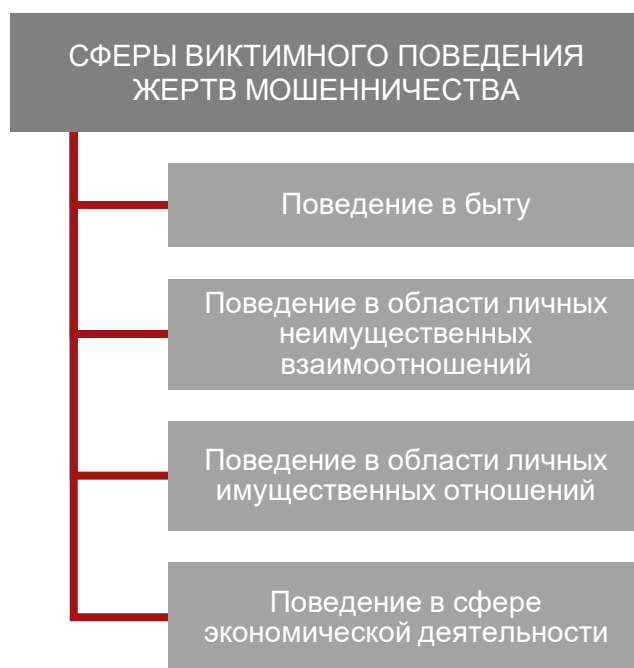 СФЕРЫ ВИКТИМНОГО ПОВЕДЕНИЯ
ЖЕРТВ МОШЕННИЧЕСТВА
Поведение в быту
Поведение в области личных
неимущественных
взаимоотношений
Поведение в области личных
имущественных отношений
Поведение в сфере
экономической деятельности